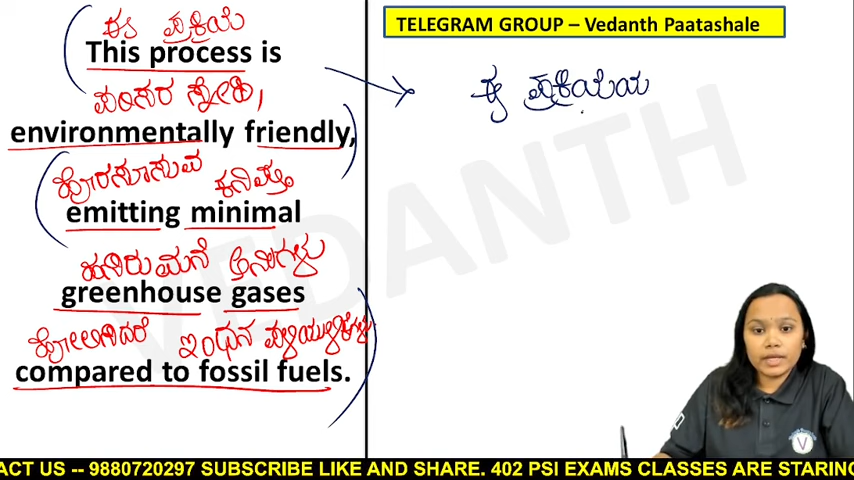 ಈ ಪ್ರಕ್ರಿಯೆ
This process is
ಪರಿಸರ ಸ್ನೇಹಿ,
environmentally friendly,
ಹೊರಸೂಸುವ ಕನಿಷ್ಠ
emitting minimal
ಹಸಿರುಮನೆ ಅನಿಲಗಳು
greenhouse gases
ಹೋಲಿಸಿದರೆ ಇಂಧನ ಪಳೆಯುಳಿಕೆಗಳು
compared to fossil fuels.
TELEGRAM GROUP – Vedanth Paatashale
ಈ ಪ್ರಕ್ರಿಯೆಯ
VEDANTH
ACT US -- 9880720297 SUBSCRIBE LIKE AND SHARE. 402 PSI EXAMS CLASSES ARE STARING